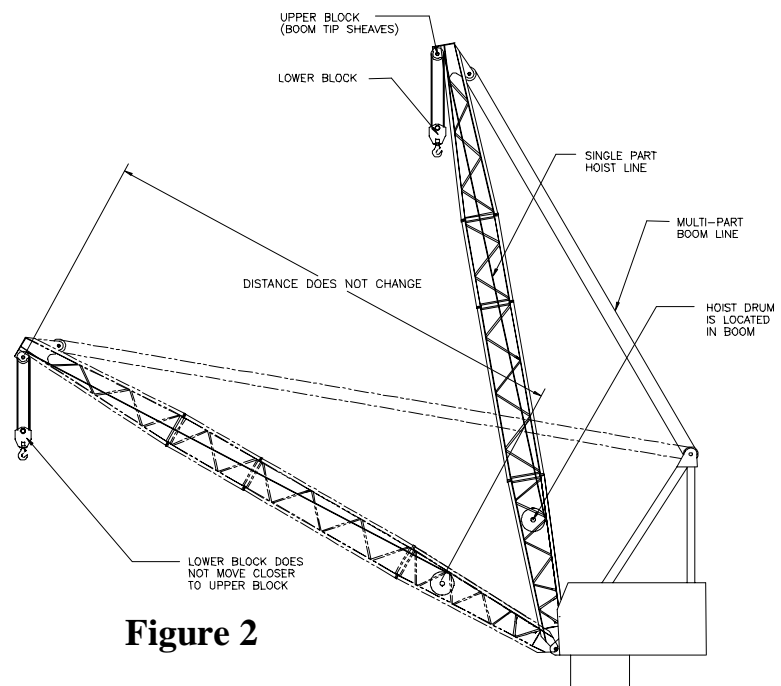 UPPER BLOCK
(BOOM TIP SHEAVES)
LOWER BLOCK
SINGLE PART
HOIST LINE
MULTI-PART
BOOM LINE
DISTANCE DOES NOT CHANGE
HOIST DRUM
IS LOCATED
IN BOOM
LOWER BLOCK DOES
NOT MOVE CLOSER
TO UPPER BLOCK
Figure 2